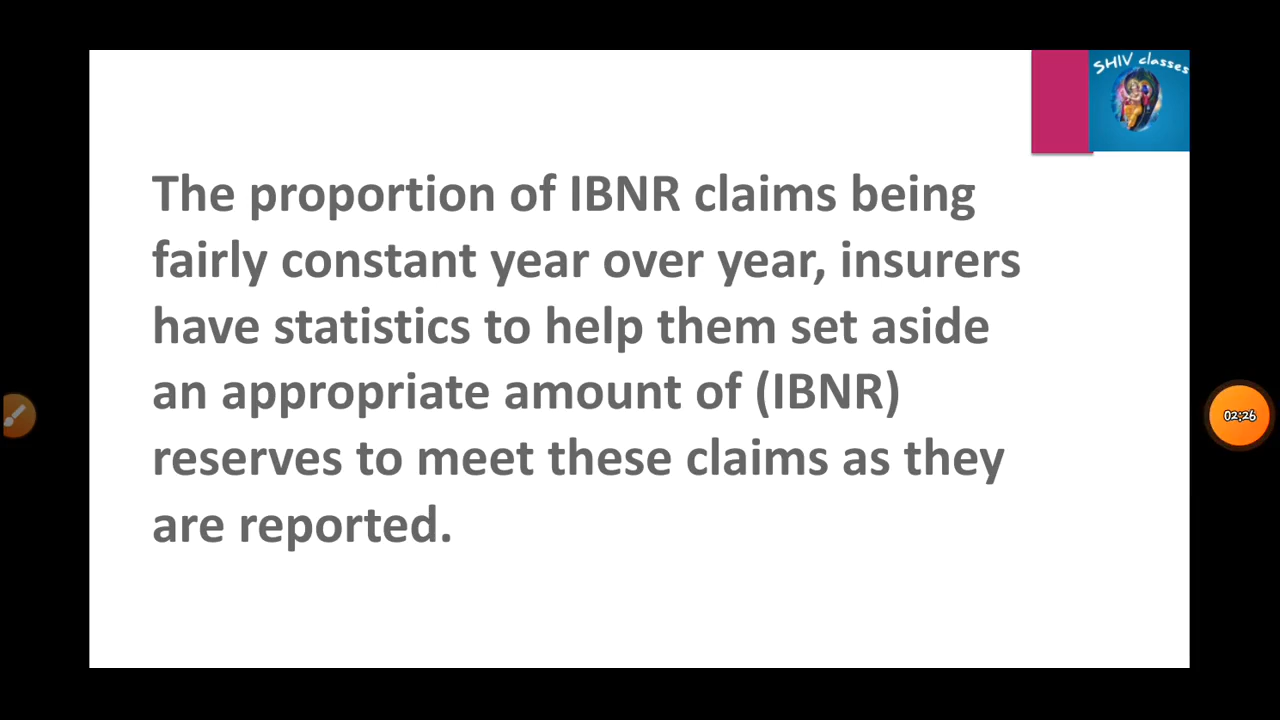 SHIV classes
The proportion of IBNR claims being
fairly constant year over year, insurers
have statistics to help them set aside
an appropriate amount of (IBNR)
reserves to meet these claims as they
are reported.
02:26